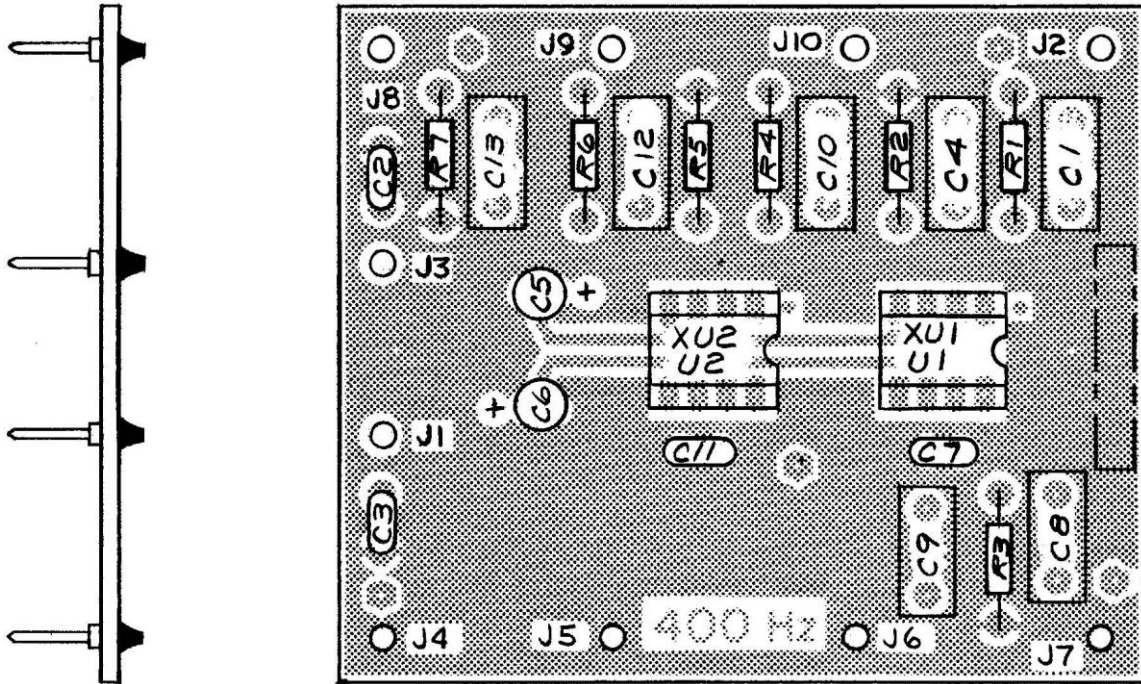 J9 J10 J2
J8
C2 R7 C13 R6 C12 R5 R4 C10 R2 C4 R1 C1
J3
C5 +
XU2 XU1
U2 U1
+ C6
J1
C11 C7
C3 C9 R3 C8
400 Hz
J4 J5 J6 J7